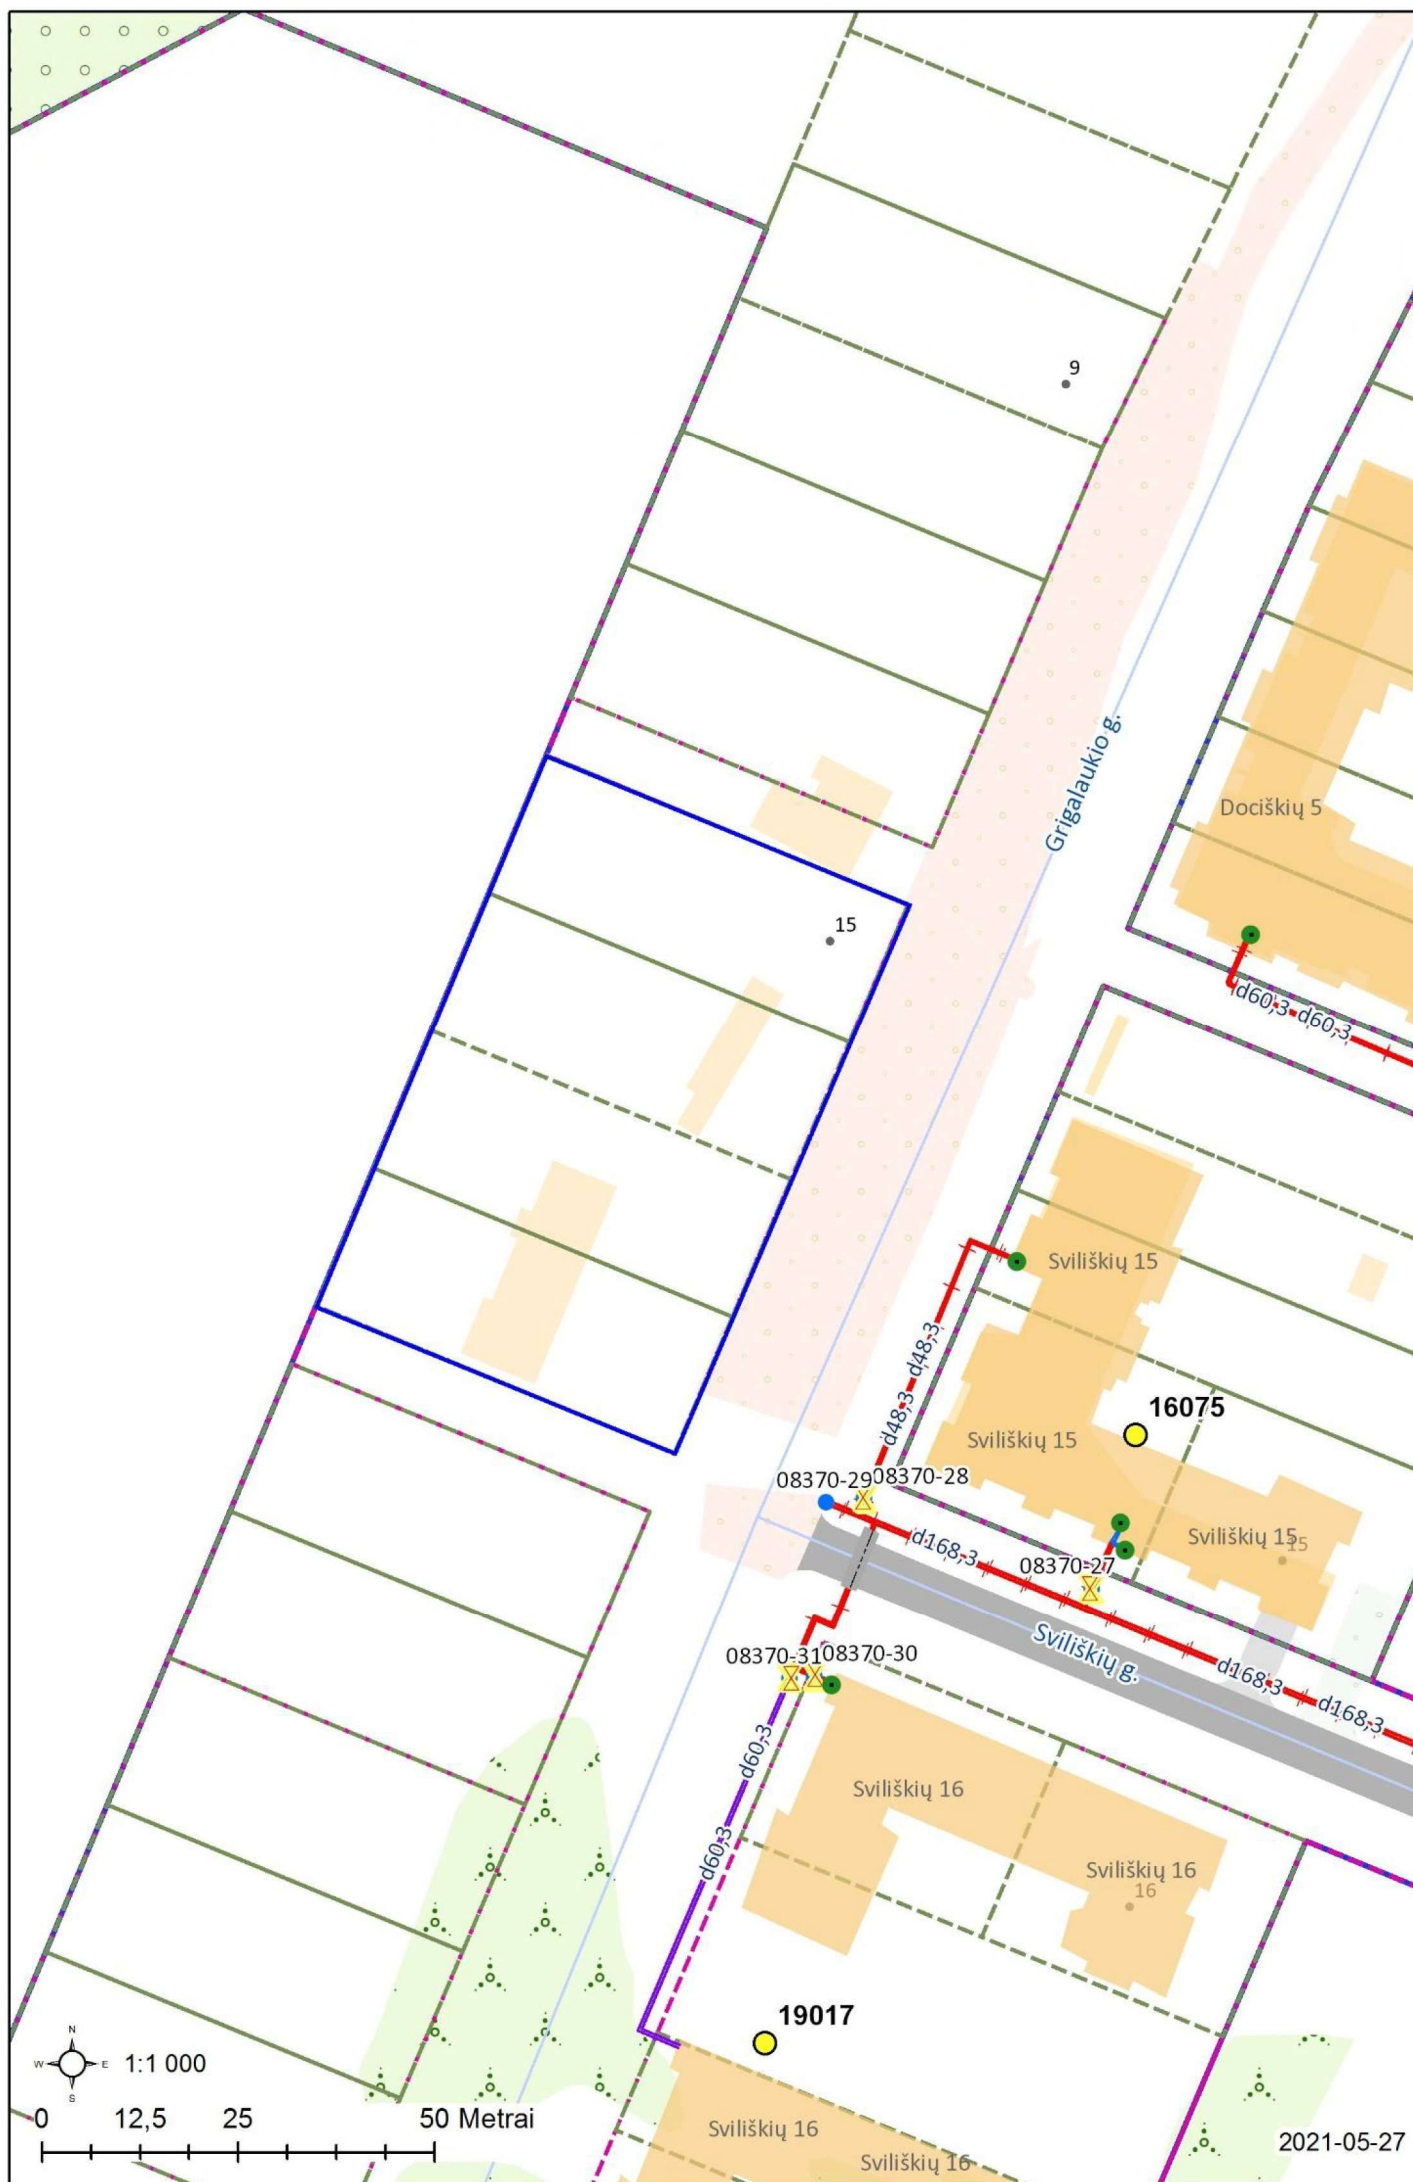 9
Grigalaukio g.
Dociškių 5
15
d60,3 d60,3
Sviliškių 15
d48,3 d48,3
16075
Sviliškių 15
08370-29
08370-28
d168,3
Sviliškių 15
15
08370-27
Sviliškių g.
08370-31
08370-30
d168,3
d168,3
d60,3
Sviliškių 16
d60,3
Sviliškių 16
16
19017
N
W E
S
1:1 000
0 12,5 25 50 Metrai
Sviliškių 16
Sviliškių 16
2021-05-27